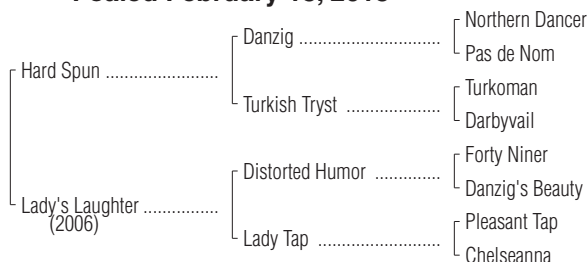 Northern Dancer
Danzig
Pas de Nom
Hard Spun
Turkoman
Turkish Tryst
Darbyvail
Forty Niner
Distorted Humor
Danzig's Beauty
Lady's Laughter
(2006)
Pleasant Tap
Lady Tap
Chelseanna